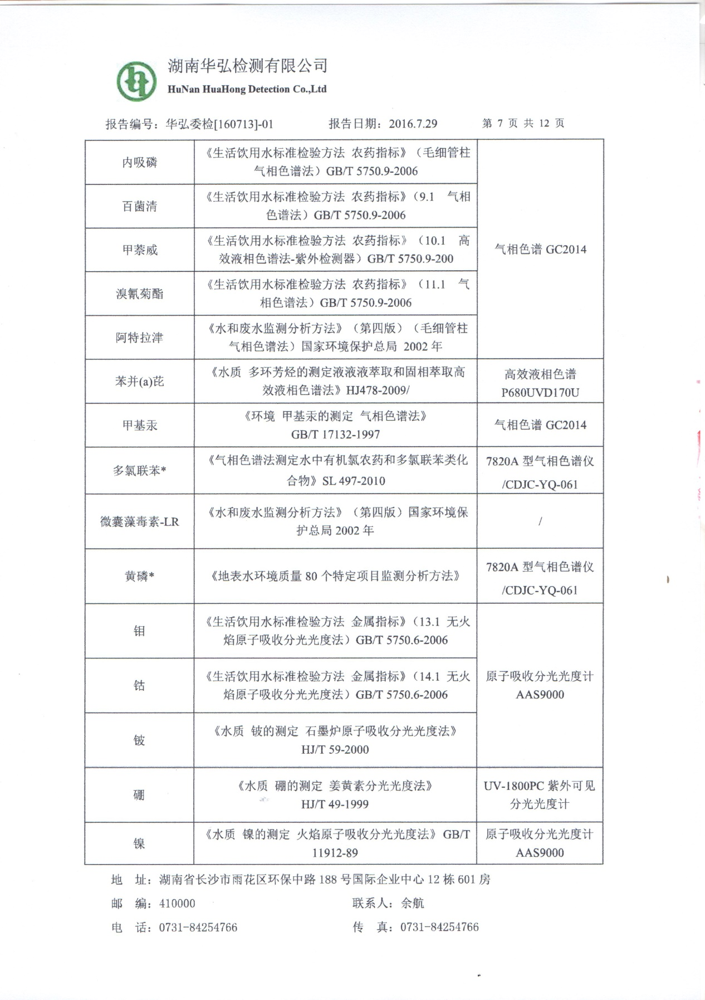 湖南华弘检测有限公司
HuNan HuaHong Detection Co.,Ltd
报告编号：华弘委检[160713]-01 报告日期：2016.7.29 第 7 页 共 12 页
内吸磷
《生活饮用水标准检验方法 农药指标》（毛细管柱
气相色谱法）GB/T 5750.9-2006
气相色谱 GC2014
百菌清
《生活饮用水标准检验方法 农药指标》（9.1 气相
色谱法）GB/T 5750.9-2006
甲萘威
《生活饮用水标准检验方法 农药指标》（10.1 高
效液相色谱法-紫外检测器）GB/T 5750.9-200
溴氰菊酯
《生活饮用水标准检验方法 农药指标》（11.1 气
相色谱法）GB/T 5750.9-2006
阿特拉津
《水和废水监测分析方法》（第四版）（毛细管柱
气相色谱法）国家环境保护总局 2002 年
苯并(a)芘
《水质 多环芳烃的测定液液液萃取和固相萃取高
效液相色谱法》HJ478-2009/
高效液相色谱
P680UVD170U
甲基汞
《环境 甲基汞的测定 气相色谱法》
GB/T 17132-1997
气相色谱 GC2014
多氯联苯*
《气相色谱法测定水中有机氯农药和多氯联苯类化
合物》SL 497-2010
7820A 型气相色谱仪
/CDJC-YQ-061
微囊藻毒素-LR
《水和废水监测分析方法》（第四版）国家环境保
护总局 2002 年
/
黄磷*
《地表水环境质量 80 个特定项目监测分析方法》
7820A 型气相色谱仪
/CDJC-YQ-061
钼
《生活饮用水标准检验方法 金属指标》（13.1 无火
焰原子吸收分光光度法）GB/T 5750.6-2006
原子吸收分光光度计
AAS9000
钴
《生活饮用水标准检验方法 金属指标》（14.1 无火
焰原子吸收分光光度法）GB/T 5750.6-2006
铍
《水质 铍的测定 石墨炉原子吸收分光光度法》
HJ/T 59-2000
硼
《水质 硼的测定 姜黄素分光光度法》
HJ/T 49-1999
UV-1800PC 紫外可见
分光光度计
镍
《水质 镍的测定 火焰原子吸收分光光度法》GB/T
11912-89
原子吸收分光光度计
AAS9000
地 址：湖南省长沙市雨花区环保中路 188 号国际企业中心 12 栋 601 房
邮 编：410000 联系人：余航
电 话：0731-84254766 传 真：0731-84254766